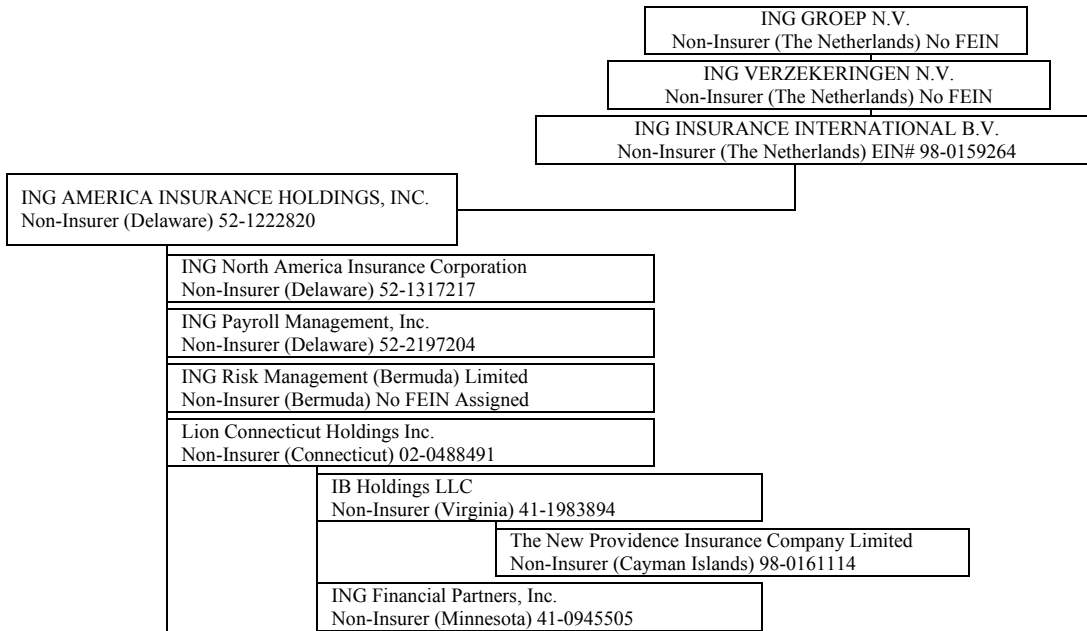 ING GROEP N.V.
Non-Insurer (The Netherlands) No FEIN
ING VERZEKERINGEN N.V.
Non-Insurer (The Netherlands) No FEIN
ING INSURANCE INTERNATIONAL B.V.
Non-Insurer (The Netherlands) EIN# 98-0159264
ING AMERICA INSURANCE HOLDINGS, INC.
Non-Insurer (Delaware) 52-1222820
ING North America Insurance Corporation
Non-Insurer (Delaware) 52-1317217
ING Payroll Management, Inc.
Non-Insurer (Delaware) 52-2197204
ING Risk Management (Bermuda) Limited
Non-Insurer (Bermuda) No FEIN Assigned
Lion Connecticut Holdings Inc.
Non-Insurer (Connecticut) 02-0488491
IB Holdings LLC
Non-Insurer (Virginia) 41-1983894
The New Providence Insurance Company Limited
Non-Insurer (Cayman Islands) 98-0161114
ING Financial Partners, Inc.
Non-Insurer (Minnesota) 41-0945505